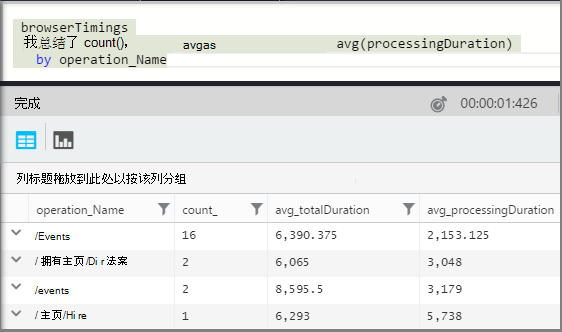 browserTimings
我总结了 count(), avgas avg(processingDuration)
by operation_Name
完成 00:00:01:426
列标题拖放到此处以按该列分组
operation_Name count_ avg_totalDuration avg_processingDuration
/Events 16 6,390.375 2,153.125
/ 拥有主页/Dir法案 2 6,065 3,048
/events 2 8,595.5 3,179
/ 主页/Hire 1 6,293 5,738